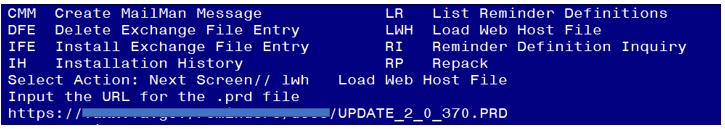 CMM Create MailMan Message LR List Reminder Definitions
DFE Delete Exchange File Entry LWH Load Web Host File
IFE Install Exchange File Entry RI Reminder Definition Inquiry
IH Installation History RP Repack
Select Action: Next Screen// lwh Load Web Host File
Input the URL for the .prd file
https:// /UPDATE_2_0_370.PRD